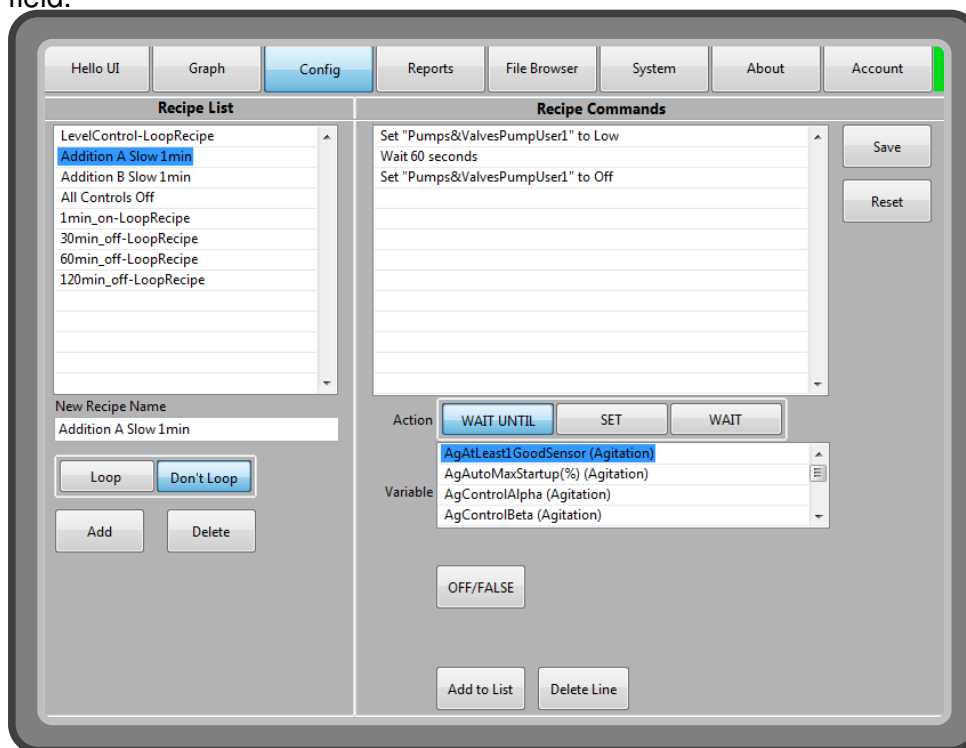 field.
Hello UI
Graph
Config
Reports
File Browser
System
About
Account
Recipe List
LevelControl-LoopRecipe
Addition A Slow 1min
Addition B Slow 1min
All Controls Off
1min_on-LoopRecipe
30min_off-LoopRecipe
60min_off-LoopRecipe
120min_off-LoopRecipe
New Recipe Name
Addition A Slow 1min
Loop
Don't Loop
Add
Delete
Recipe Commands
Set "Pumps&ValvesPumpUser1" to Low
Wait 60 seconds
Set "Pumps&ValvesPumpUser1" to Off
Save
Reset
Action
WAIT UNTIL
SET
WAIT
Variable
AgAtLeast1GoodSensor (Agitation)
AgAutoMaxStartup(%) (Agitation)
AgControlAlpha (Agitation)
AgControlBeta (Agitation)
OFF/FALSE
Add to List
Delete Line